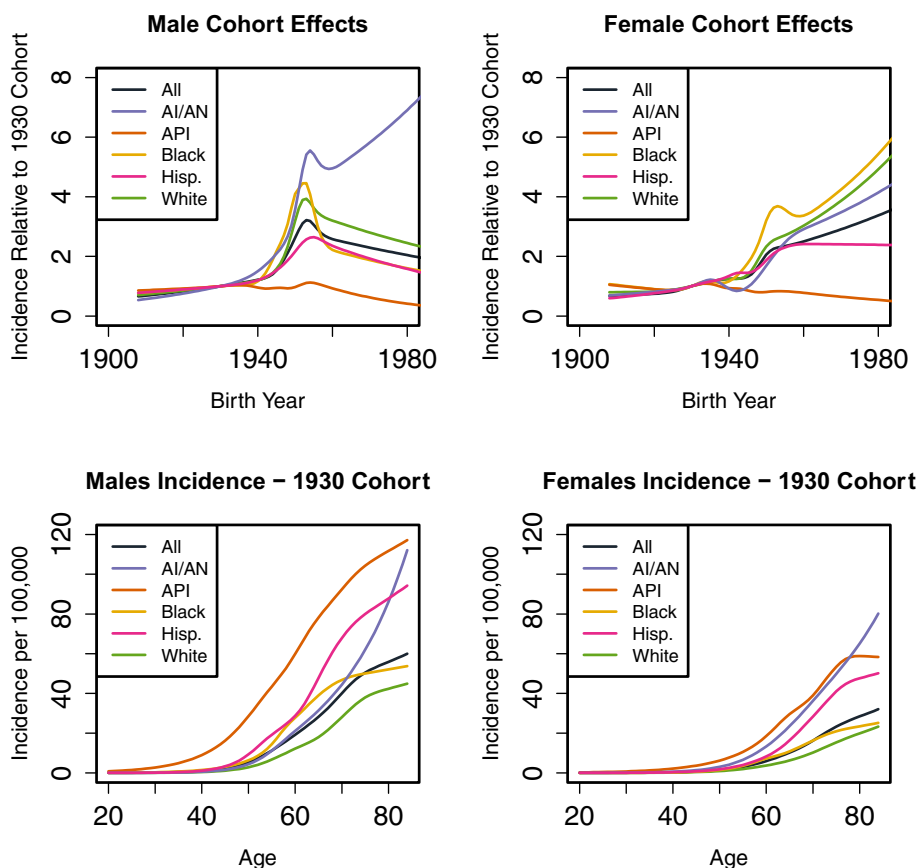 Male Cohort Effects
Incidence Relative to 1930 Cohort
8
6
4
2
0
All
AI/AN
API
Black
Hisp.
White
1900
1940
1980
Birth Year
Female Cohort Effects
Incidence Relative to 1930 Cohort
8
6
4
2
0
All
AI/AN
API
Black
Hisp.
White
1900
1940
1980
Birth Year
Males Incidence − 1930 Cohort
Incidence per 100,000
120
80
40
0
All
AI/AN
API
Black
Hisp.
White
20
40
60
80
Age
Females Incidence − 1930 Cohort
Incidence per 100,000
120
80
40
0
All
AI/AN
API
Black
Hisp.
White
20
40
60
80
Age